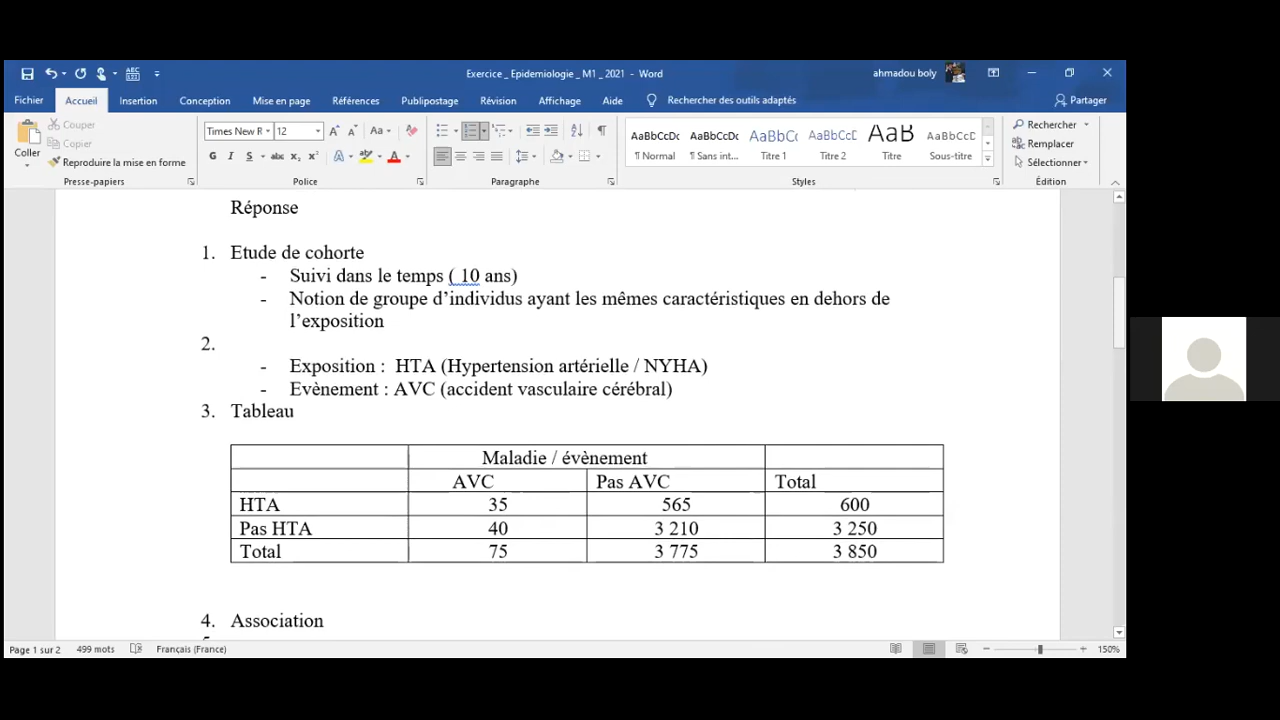 Exercice _ Epidemiologie _ M1 _ 2021 - Word
ahmadou boly
Fichier Accueil Insertion Conception Mise en page Références Publipostage Révision Affichage Aide Rechercher des outils adaptés Partager
Coller
Couper
Copier
Reproduire la mise en forme
Presse-papiers
Times New R 12
Police
Paragraphe
AaBbCcDc AaBbCcDc AaBbCc AaBbCcD AaB AaBbCcD
¶ Normal ¶ Sans int... Titre 1 Titre 2 Titre Sous-titre
Styles
Rechercher
Remplacer
Sélectionner
Édition
Réponse
1. Etude de cohorte
- Suivi dans le temps ( 10 ans)
- Notion de groupe d’individus ayant les mêmes caractéristiques en dehors de
l’exposition
2.
- Exposition : HTA (Hypertension artérielle / NYHA)
- Evènement : AVC (accident vasculaire cérébral)
3. Tableau
Maladie / évènement
AVC Pas AVC Total
HTA 35 565 600
Pas HTA 40 3 210 3 250
Total 75 3 775 3 850
4. Association
Page 1 sur 2 499 mots Français (France) 150%